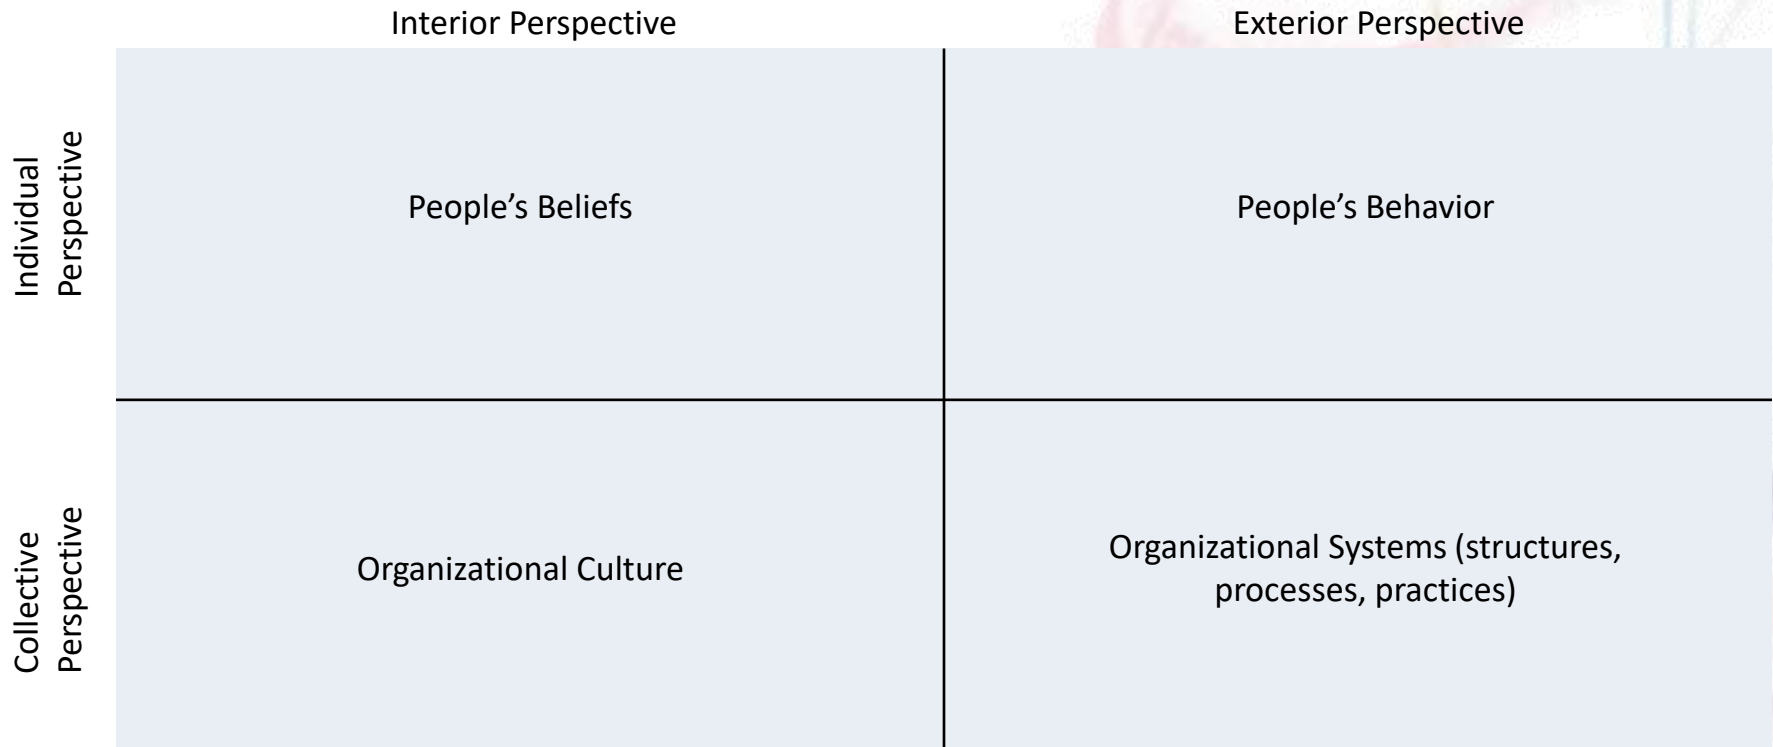 Interior Perspective
Exterior Perspective
Individual
Perspective
People’s Beliefs
People’s Behavior
Collective
Perspective
Organizational Culture
Organizational Systems (structures,
processes, practices)